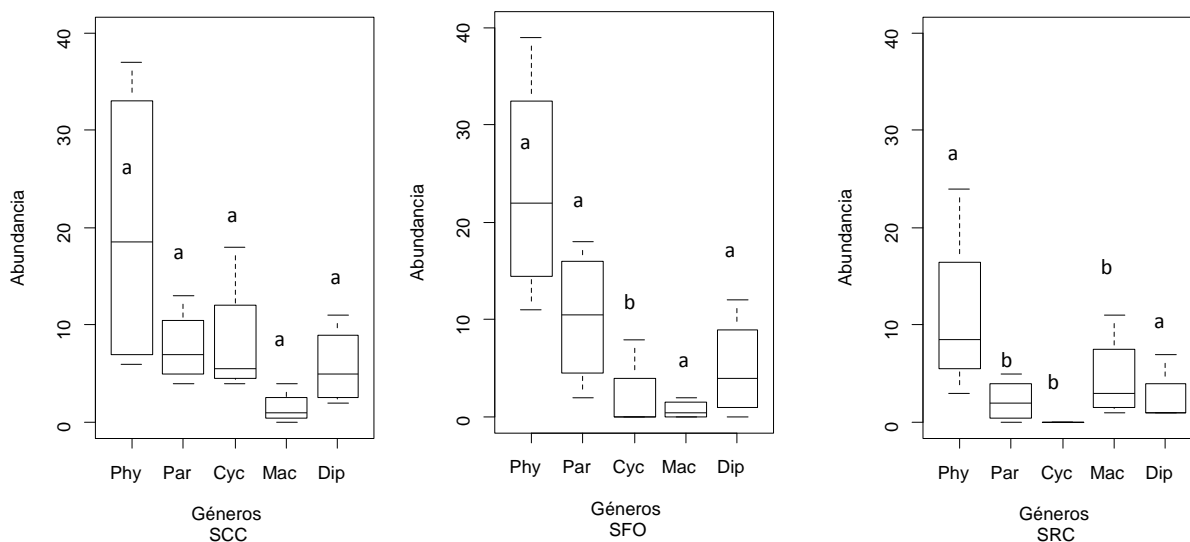 40
30
20
10
0
Abundancia
a
a
a
a
a
Phy Par Cyc Mac Dip
Géneros
SCC
40
30
20
10
0
Abundancia
a
a
b
a
a
Phy Par Cyc Mac Dip
Géneros
SFO
40
30
20
10
0
Abundancia
a
b
b
b
a
Phy Par Cyc Mac Dip
Géneros
SRC